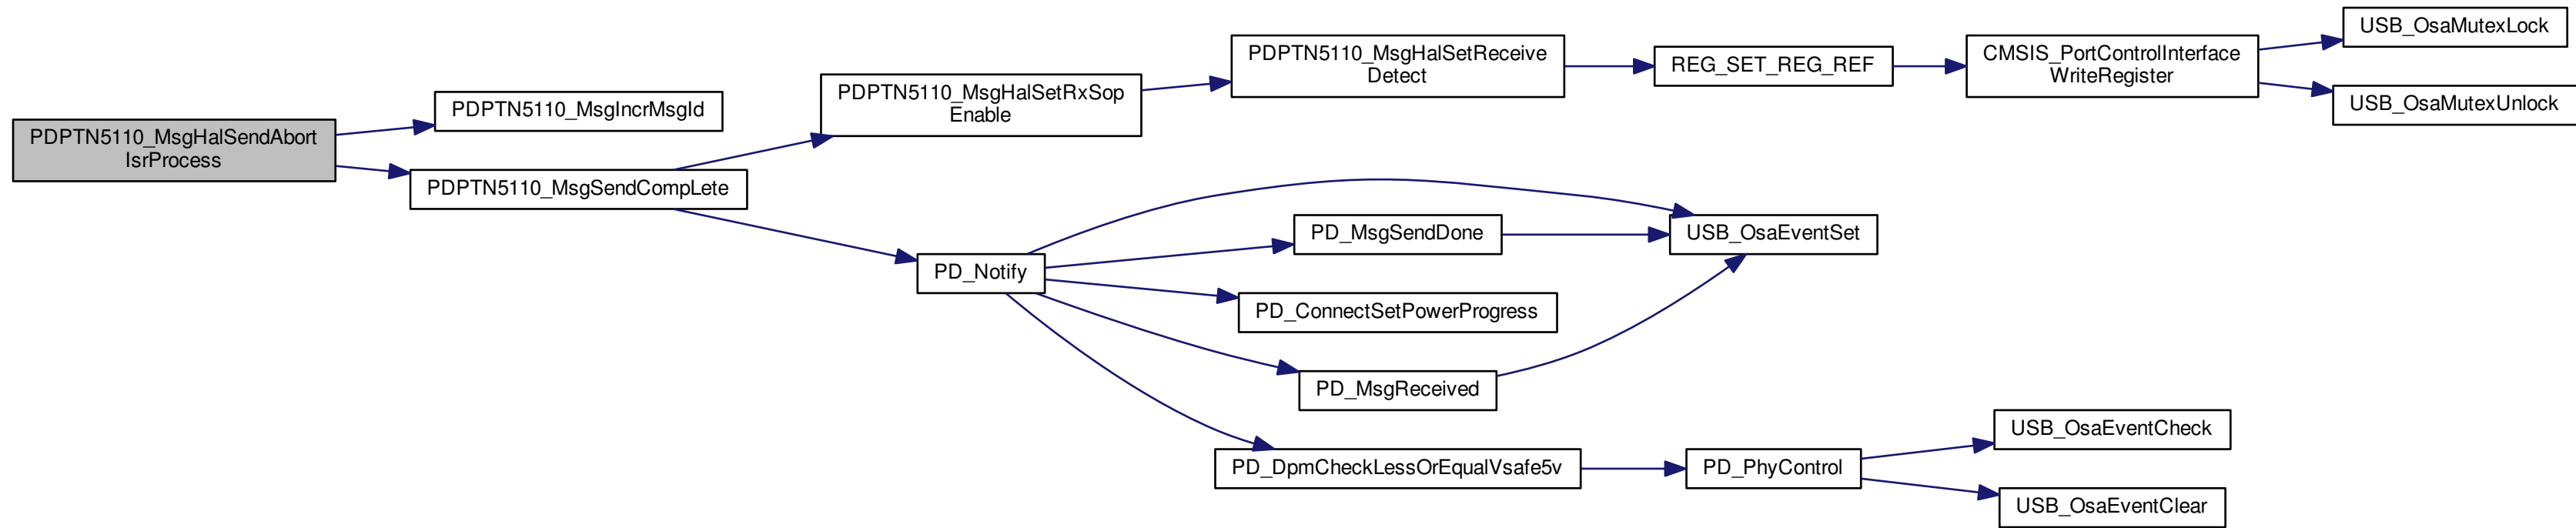 PDPTN5110_MsgHalSendAbort
IsrProcess
PDPTN5110_MsgIncrMsgId
PDPTN5110_MsgSendCompLete
PDPTN5110_MsgHalSetRxSop
Enable
PDPTN5110_MsgHalSetReceive
Detect
REG_SET_REG_REF
CMSIS_PortControlInterface
WriteRegister
USB_OsaMutexLock
USB_OsaMutexUnlock
PD_Notify
PD_MsgSendDone
USB_OsaEventSet
PD_ConnectSetPowerProgress
PD_MsgReceived
PD_DpmCheckLessOrEqualVsafe5v
PD_PhyControl
USB_OsaEventCheck
USB_OsaEventClear